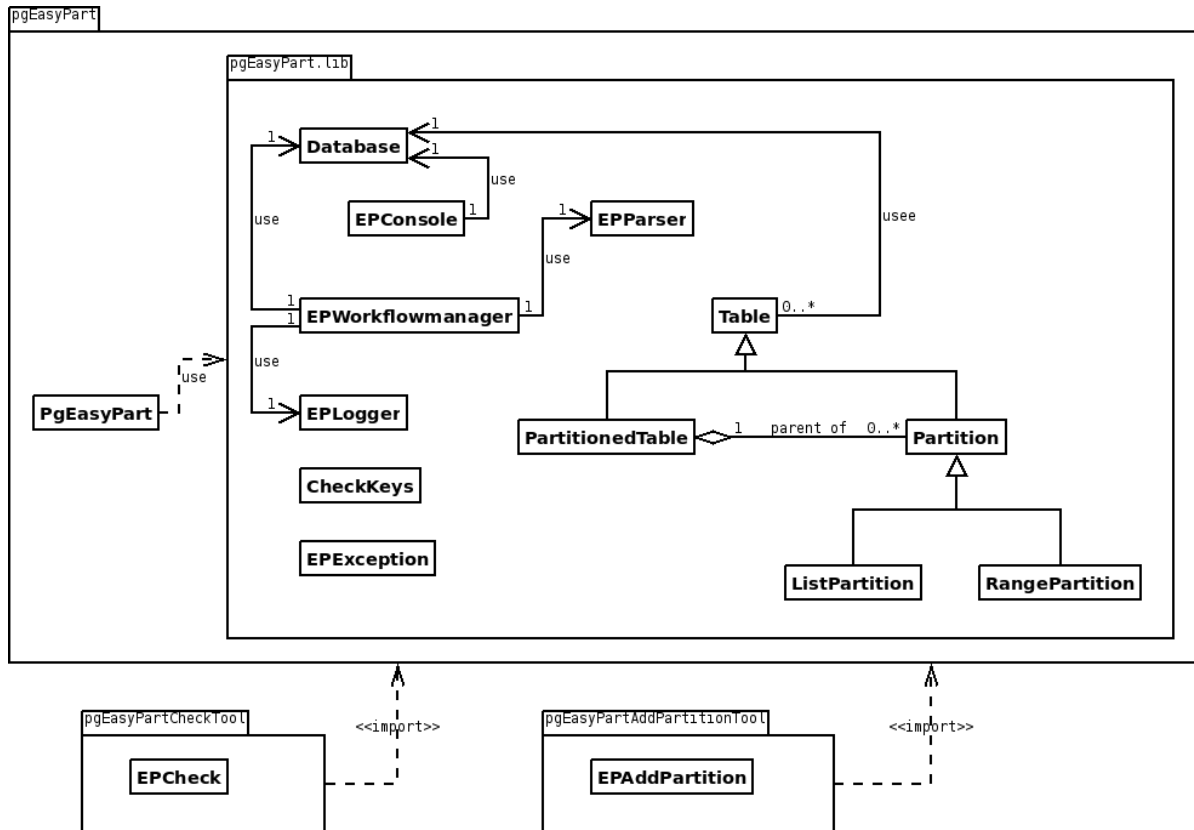 pgEasyPart
pgEasyPart.lib
1
1
Database
1
use
EPConsole
1
1
EPParser
use
usee
use
1
EPWorkflowmanager
1
1
Table
0..*
use
use
PgEasyPart
1
EPLogger
PartitionedTable
1
parent of
0..*
Partition
CheckKeys
EPException
ListPartition
RangePartition
pgEasyPartCheckTool
<<import>>
EPCheck
pgEasyPartAddPartitionTool
<<import>>
EPAddPartition